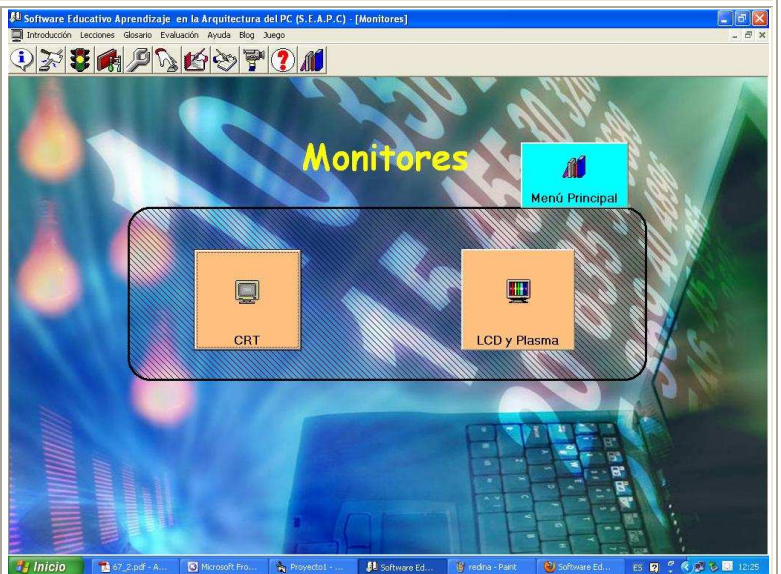 Software Educativo Aprendizaje en la Arquitectura del PC (S.E.A.P.C) - [Monitores]
Introducción Lecciones Glosario Evaluación Ayuda Blog Juego
Monitores
Menú Principal
CRT
LCD y Plasma
Inicio 67_2.pdf - A... Microsoft Fro... Proyecto1 - ... Software Ed... redina - Paint Software Ed... ES 12:25